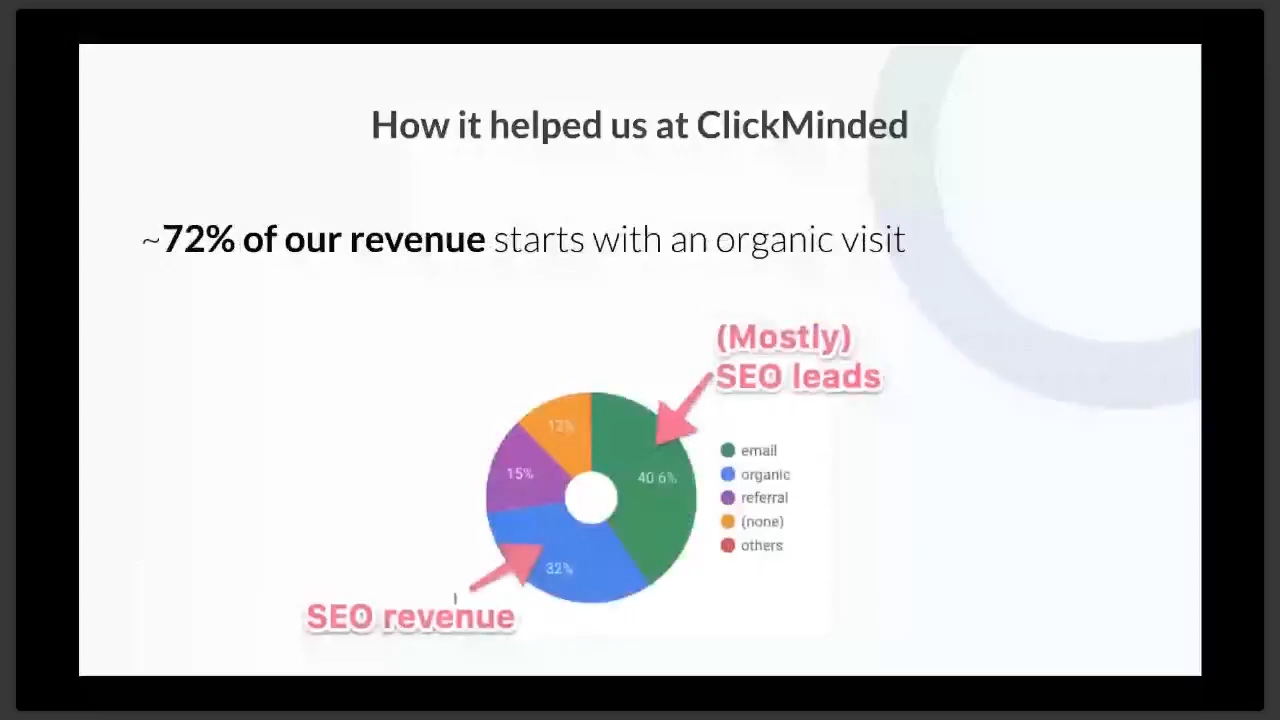 How it helped us at ClickMinded
~72% of our revenue starts with an organic visit
(Mostly)
SEO leads
12%
15%
40.6%
32%
email
organic
referral
(none)
others
SEO revenue